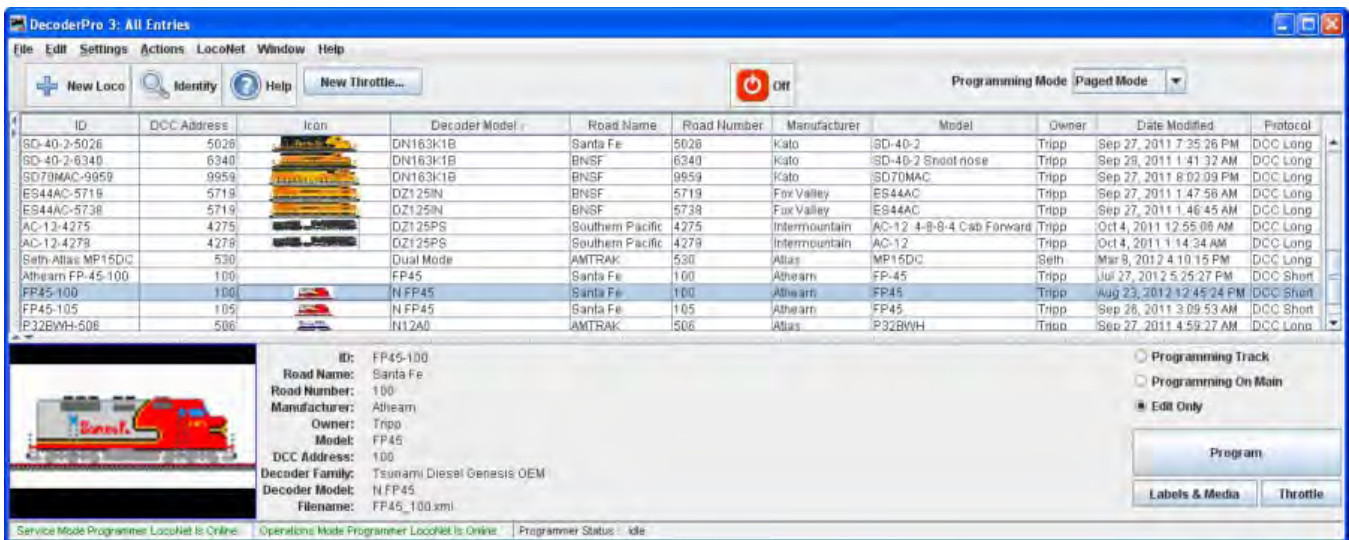 DecoderPro 3: All Entries
File Edit Settings Actions LocoNet Window Help
New Loco Identify Help New Throttle... Off Programming Mode Paged Mode
ID DCC Address Icon Decoder Model Road Name Road Number Manufacturer Model Owner Date Modified Protocol
SD-40-2-5026 5026 DN163K1B Santa Fe 5026 Kato SD-40-2 Tripp Sep 27, 2011 7:35:26 PM DCC Long
SD-40-2-6340 6340 DN163K1B BNSF 6340 Kato SD-40-2 Snoot nose Tripp Sep 29, 2011 1:41:32 AM DCC Long
SD70MAC-9959 9959 DN163K1B BNSF 9959 Kato SD70MAC Tripp Sep 27, 2011 8:02:09 PM DCC Long
ES44AC-5719 5719 DZ125IN BNSF 5719 Fox Valley ES44AC Tripp Sep 27, 2011 1:47:56 AM DCC Long
ES44AC-5738 5719 DZ125IN BNSF 5738 Fox Valley ES44AC Tripp Sep 27, 2011 1:46:45 AM DCC Long
AC-12-4275 4275 DZ125PS Southern Pacific 4275 Intermountain AC-12 4-8-8-4 Cab Forward Tripp Oct 4, 2011 12:55:06 AM DCC Long
AC-12-4279 4279 DZ125PS Southern Pacific 4279 Intermountain AC-12 Tripp Oct 4, 2011 1:14:34 AM DCC Long
Seth-Atlas MP15DC 530 Dual Mode AMTRAK 530 Atlas MP15DC Seth Mar 9, 2012 4:10:15 PM DCC Long
Athearn FP-45-100 100 FP45 Santa Fe 100 Athearn FP-45 Tripp Jul 27, 2012 5:25:27 PM DCC Short
FP45-100 100 N FP45 Santa Fe 100 Athearn FP45 Tripp Aug 23, 2012 12:45:24 PM DCC Short
FP45-105 105 N FP45 Santa Fe 105 Athearn FP45 Tripp Sep 26, 2011 3:09:53 AM DCC Short
P32BWH-506 506 N12A0 AMTRAK 506 Atlas P32BWH Tripp Sep 27, 2011 4:59:27 AM DCC Long
ID: FP45-100
Road Name: Santa Fe
Road Number: 100
Manufacturer: Athearn
Owner: Tripp
Model: FP45
DCC Address: 100
Decoder Family: Tsunami Diesel Genesis OEM
Decoder Model: N FP45
Filename: FP45_100.xml
Santa Fe
Programming Track
Programming On Main
Edit Only
Program
Labels & Media Throttle
Service Mode Programmer LocoNet Is Online Operations Mode Programmer LocoNet Is Online Programmer Status : idle